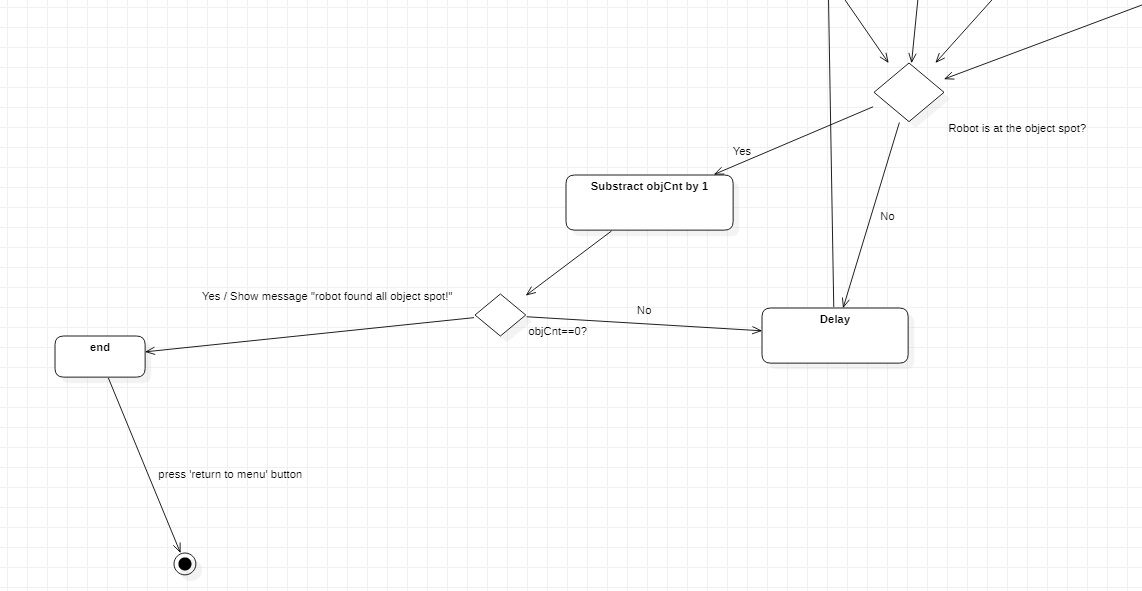 Robot is at the object spot?
Yes
Substract objCnt by 1
No
Yes / Show message "robot found all object spot!"
No
Delay
objCnt==0?
end
press 'return to menu' button